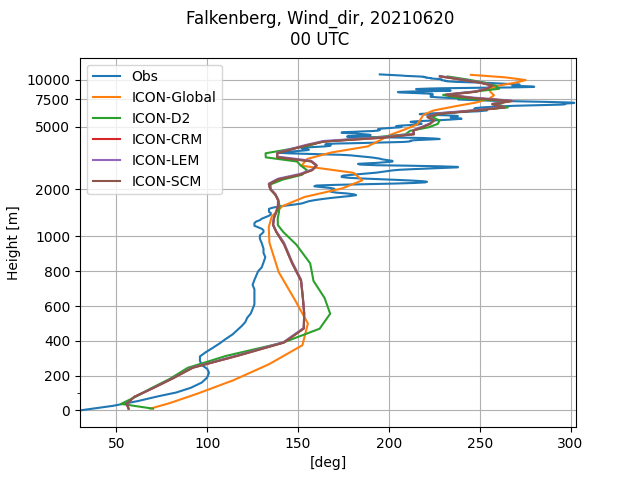 Falkenberg, Wind_dir, 20210620
00 UTC
Obs
ICON-Global
ICON-D2
ICON-CRM
ICON-LEM
ICON-SCM
Height [m]
10000
7500
5000
2000
1000
800
600
400
200
0
50
100
150
200
250
300
[deg]